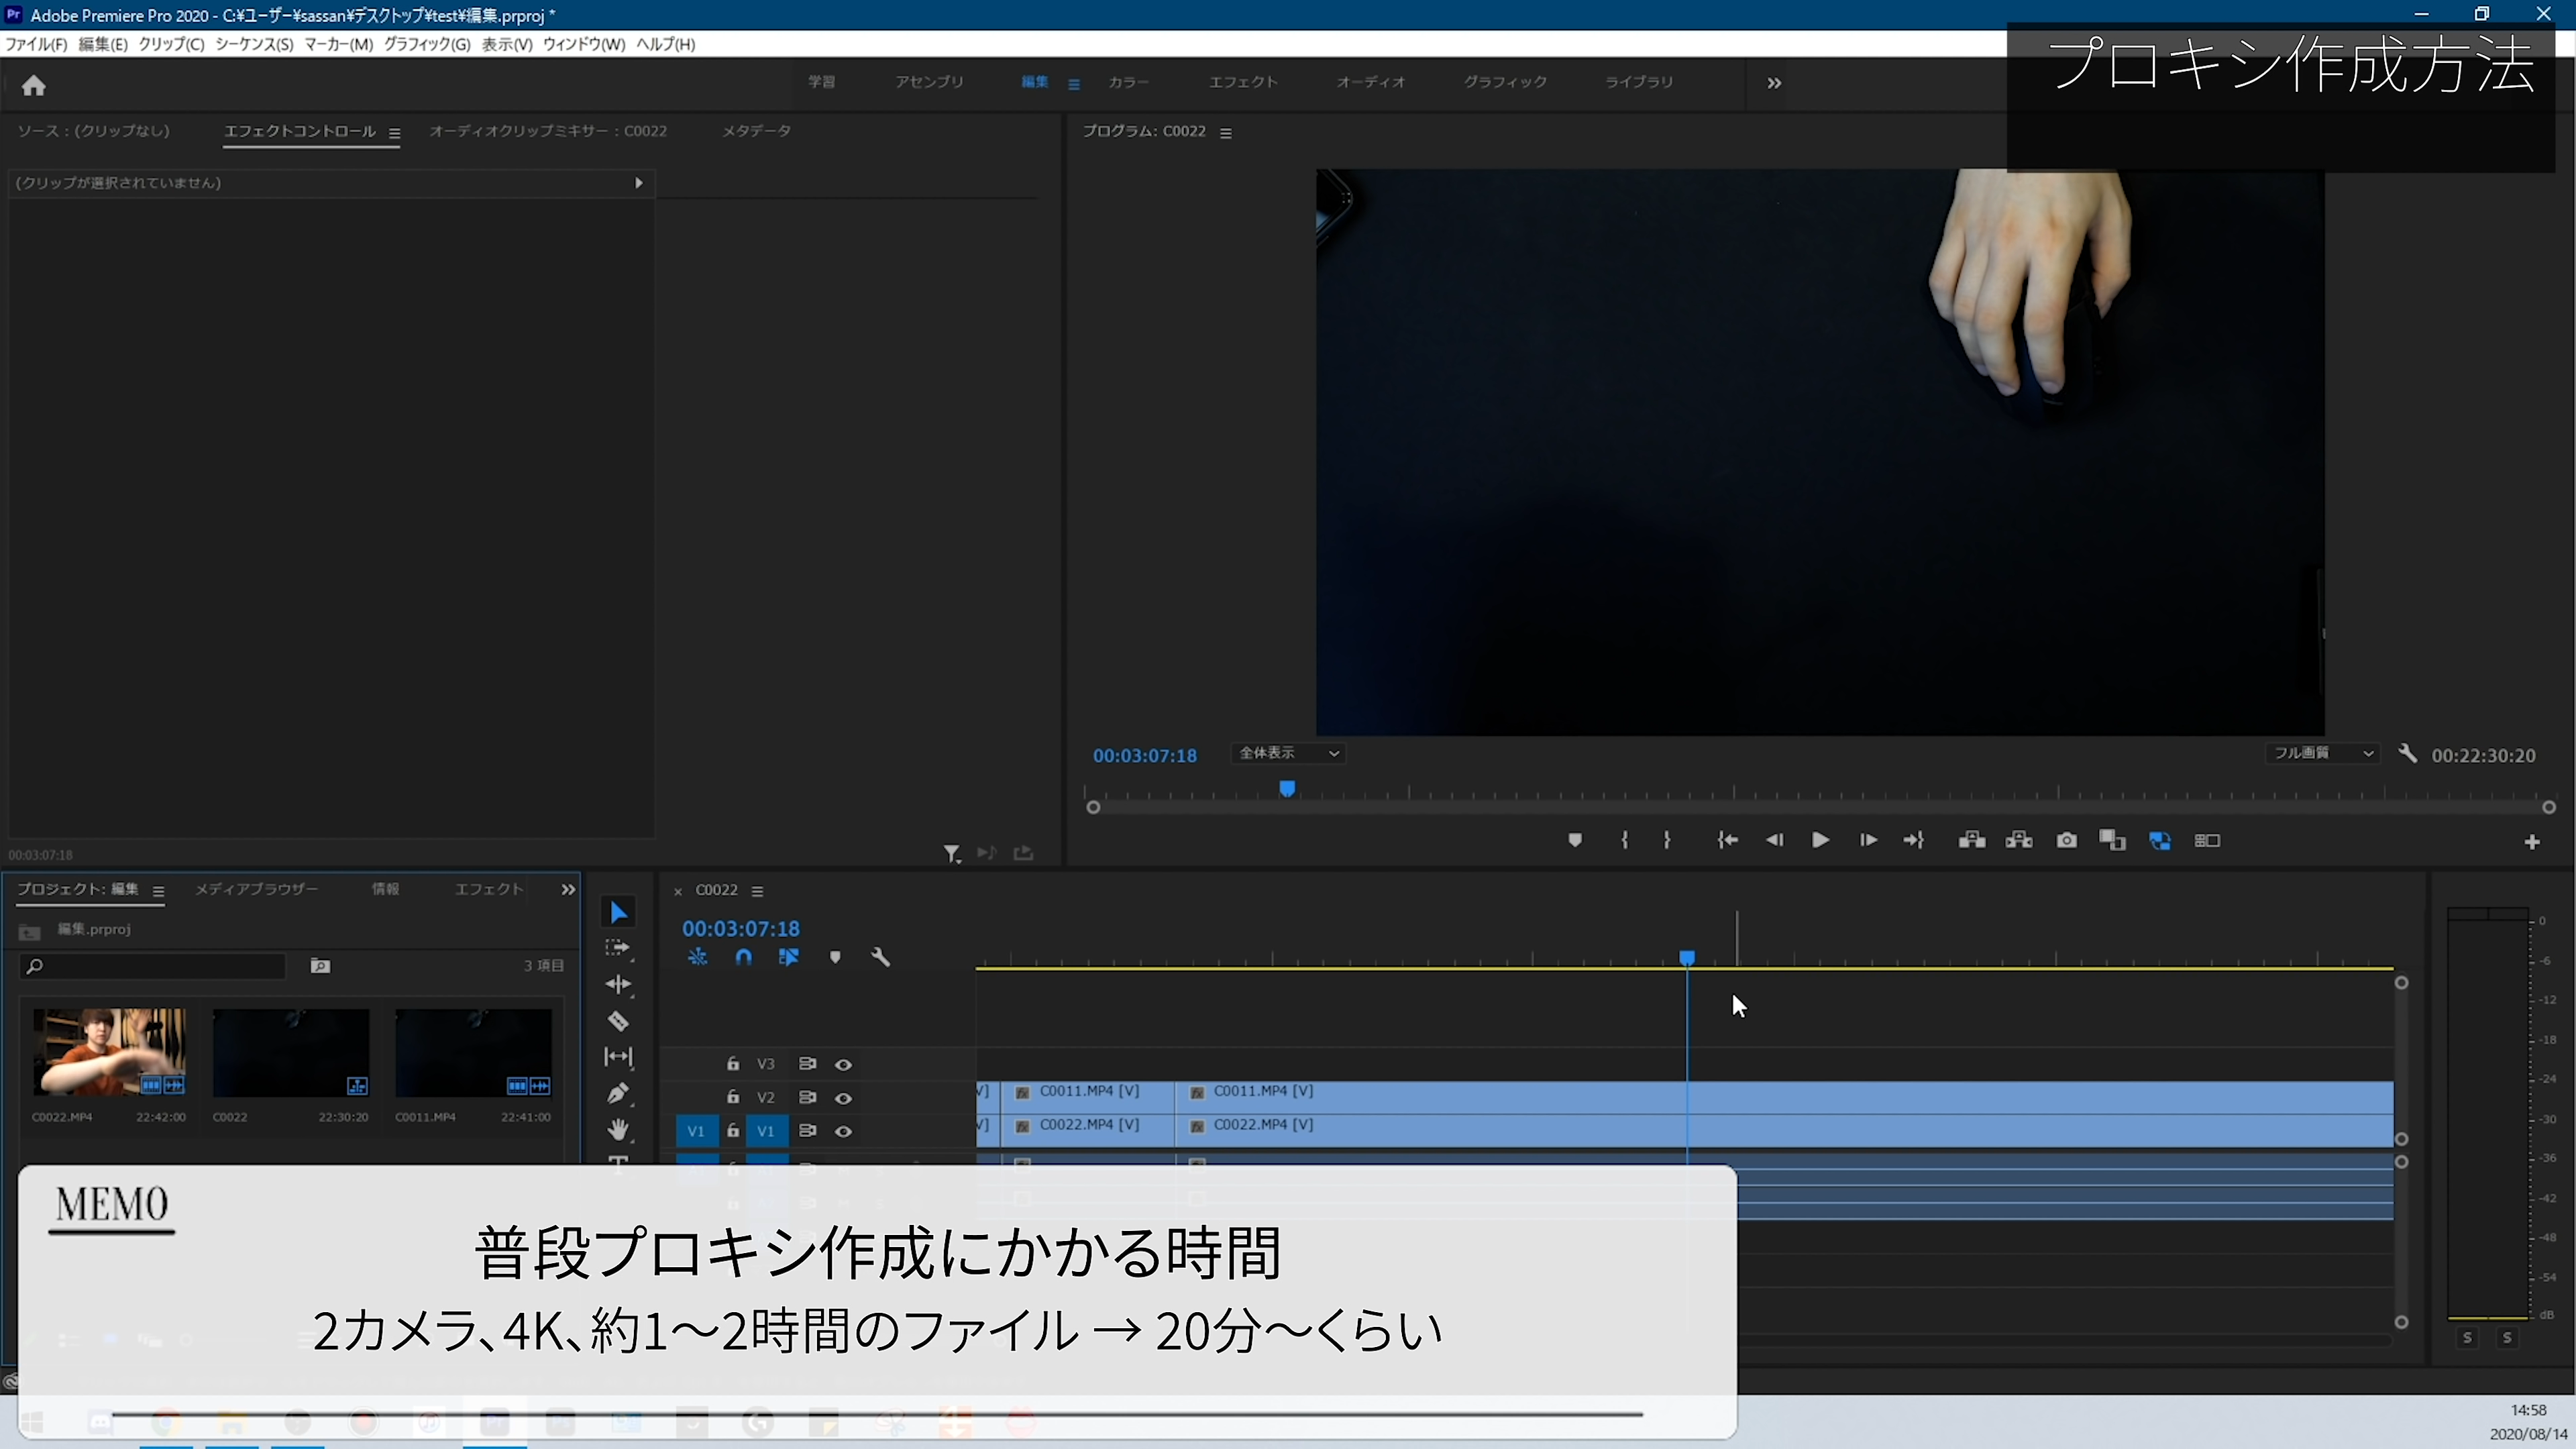 Adobe Premiere Pro 2020 - C:¥ユーザー¥sassan¥デスクトップ¥test¥編集.prproj *
ファイル(F) 編集(E) クリップ(C) シーケンス(S) マーカー(M) グラフィック(G) 表示(V) ウィンドウ(W) ヘルプ(H)
プロキシ作成方法
学習 アセンブリ 編集 カラー エフェクト オーディオ グラフィック ライブラリ
ソース：(クリップなし) エフェクトコントロール オーディオクリップミキサー：C0022 メタデータ
プログラム: C0022
(クリップが選択されていません)
00:03:07:18 全体表示 フル画質 00:22:30:20
00:03:07:18
プロジェクト: 編集 メディアブラウザー 情報 エフェクト
編集.prproj
3 項目
C0022.MP4 22:42:00 C0022 22:30:20 C0011.MP4 22:41:00
C0022
00:03:07:18
V3
V2
V1 V1
V] C0011.MP4 [V] C0011.MP4 [V]
V] C0022.MP4 [V] C0022.MP4 [V]
0
-6
-12
-18
-24
-30
-36
-42
-48
-54
dB
S S
MEMO
普段プロキシ作成にかかる時間
2カメラ、4K、約1～2時間のファイル → 20分～くらい
14:58
2020/08/14